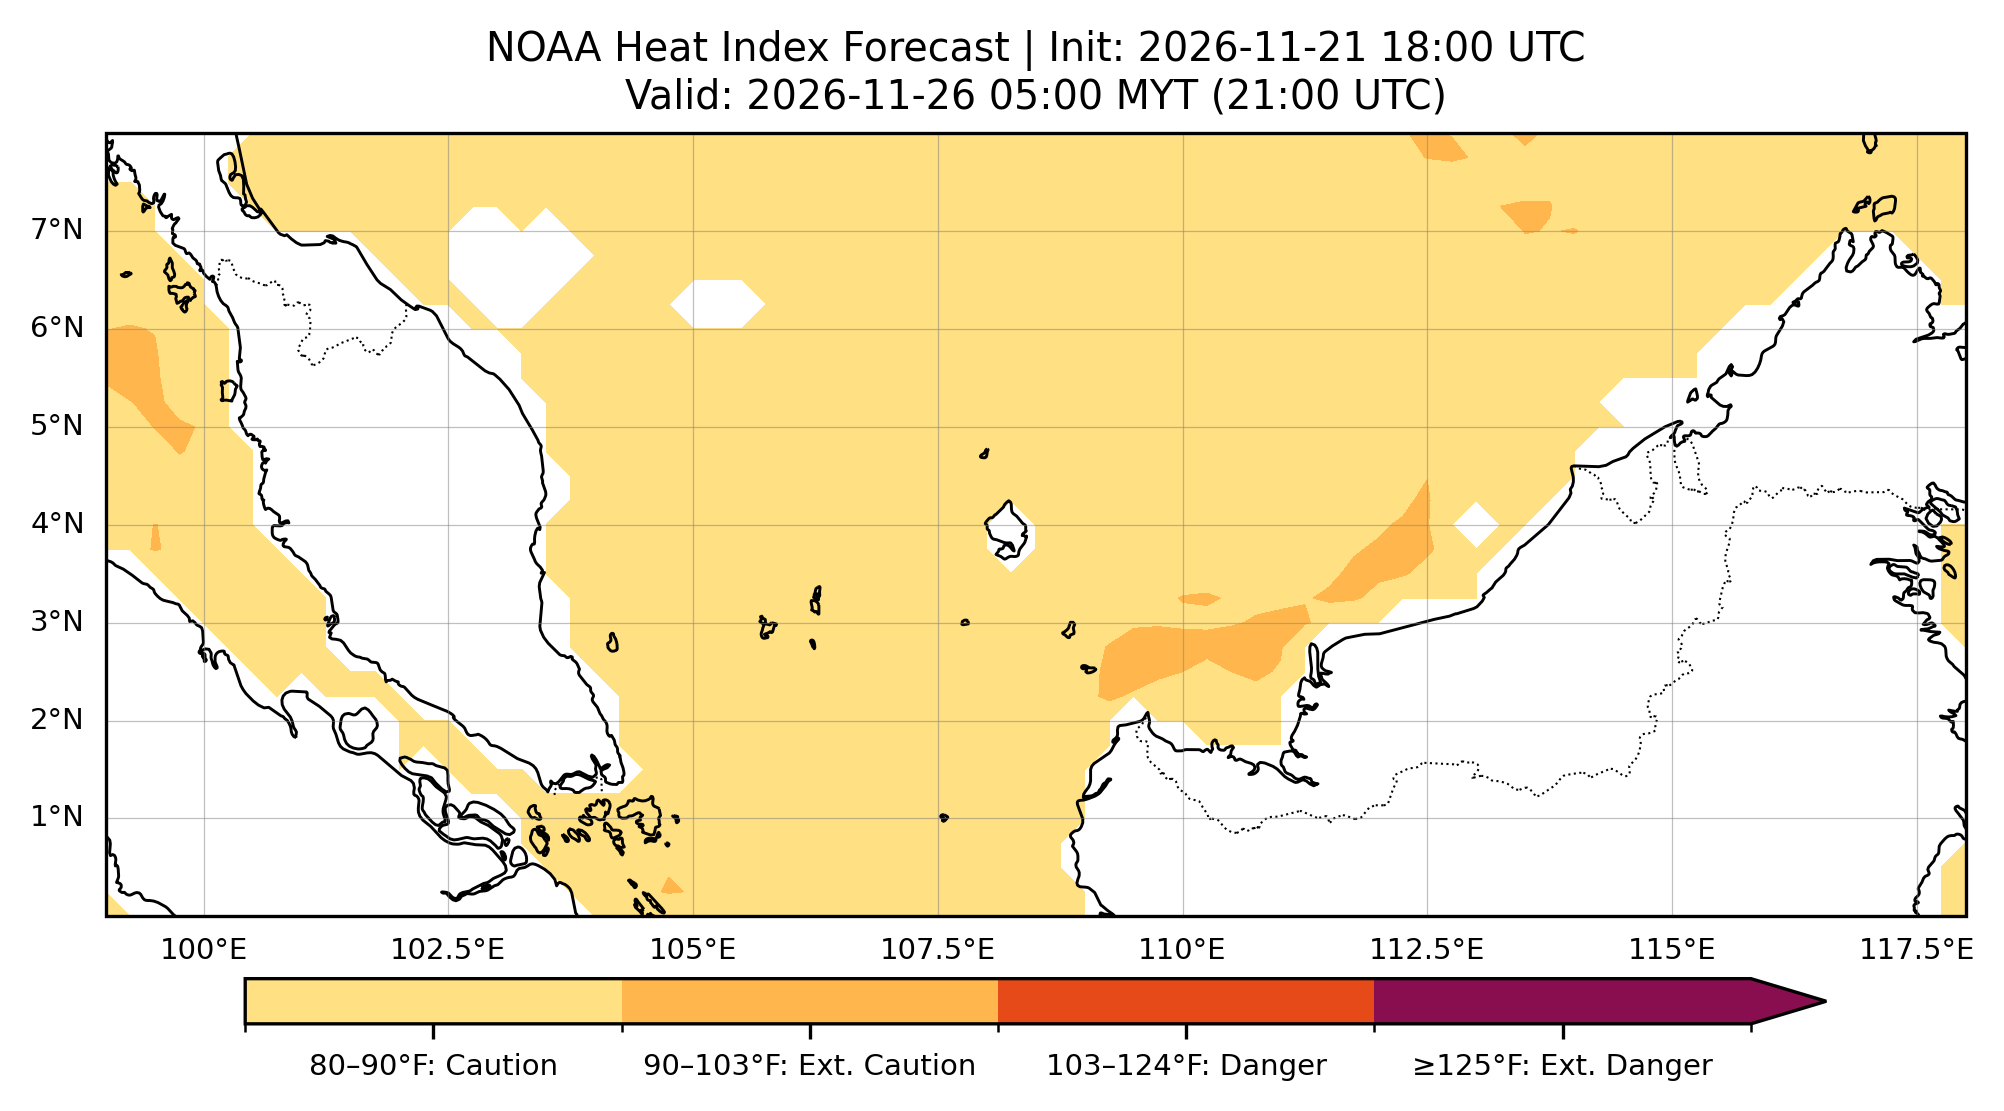 NOAA Heat Index Forecast | Init: 2026-11-21 18:00 UTC
Valid: 2026-11-26 05:00 MYT (21:00 UTC)
7°N
6°N
5°N
4°N
3°N
2°N
1°N
100°E 102.5°E 105°E 107.5°E 110°E 112.5°E 115°E 117.5°E
80–90°F: Caution 90–103°F: Ext. Caution 103–124°F: Danger ≥125°F: Ext. Danger